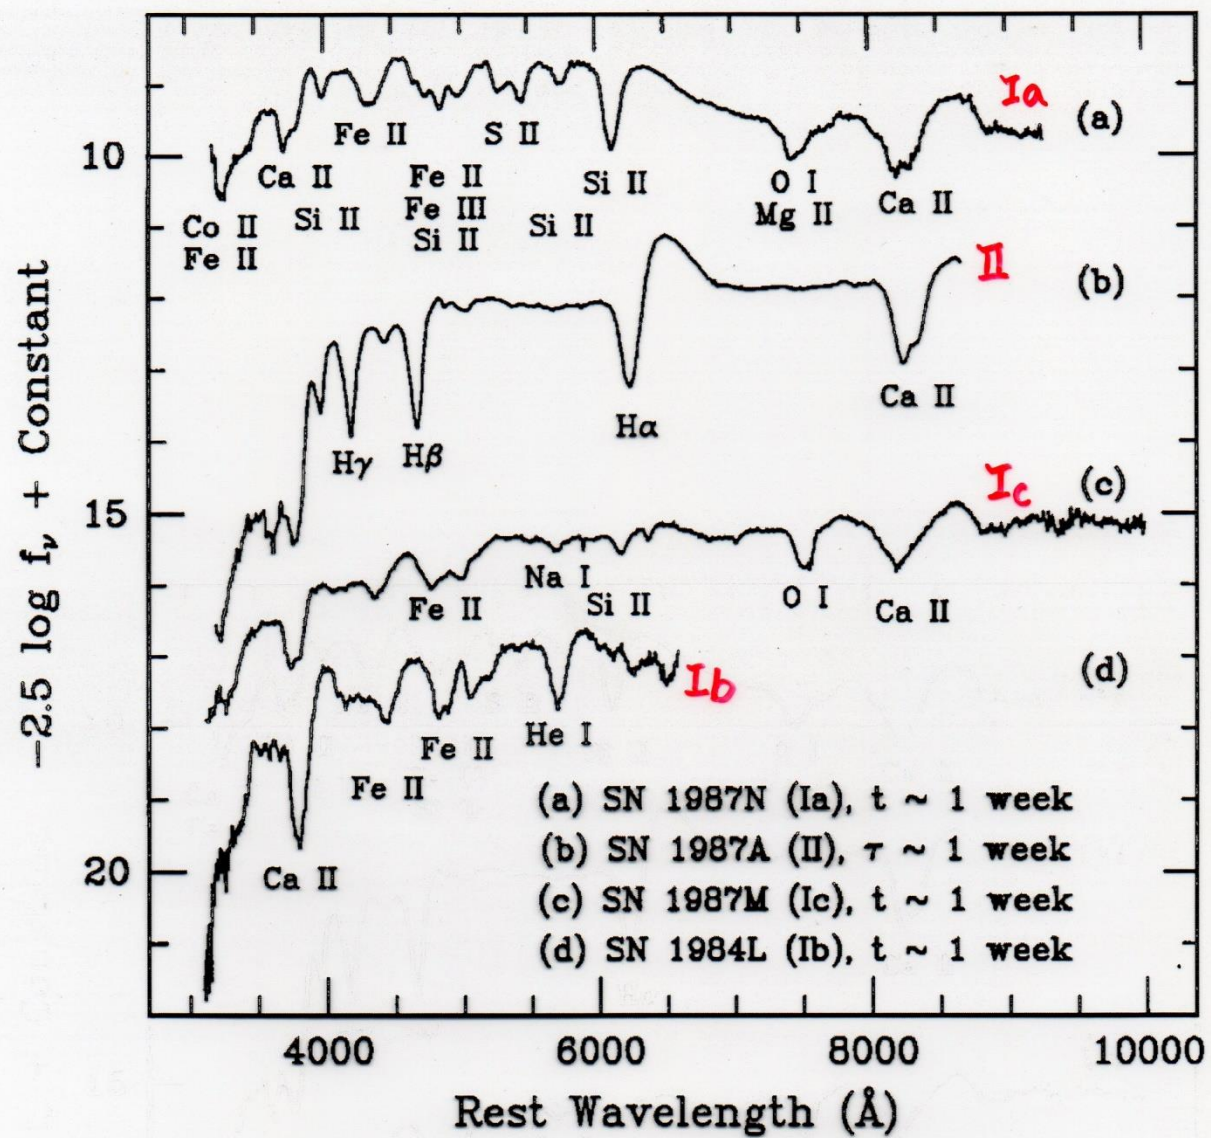 Ia
(a)
Fe II
S II
10
Ca II
Fe II
Si II
O I
Si II
Fe III
Si II
Mg II
Ca II
Co II
Si II
Fe II
II
(b)
Ca II
Hα
Hγ
Hβ
Ic
(c)
15
Na I
Fe II
Si II
O I
Ca II
Ib
(d)
He I
Fe II
Fe II
(a) SN 1987N (Ia), t ~ 1 week
(b) SN 1987A (II), τ ~ 1 week
20
Ca II
(c) SN 1987M (Ic), t ~ 1 week
(d) SN 1984L (Ib), t ~ 1 week
-2.5 log fν + Constant
4000
6000
8000
10000
Rest Wavelength (Å)